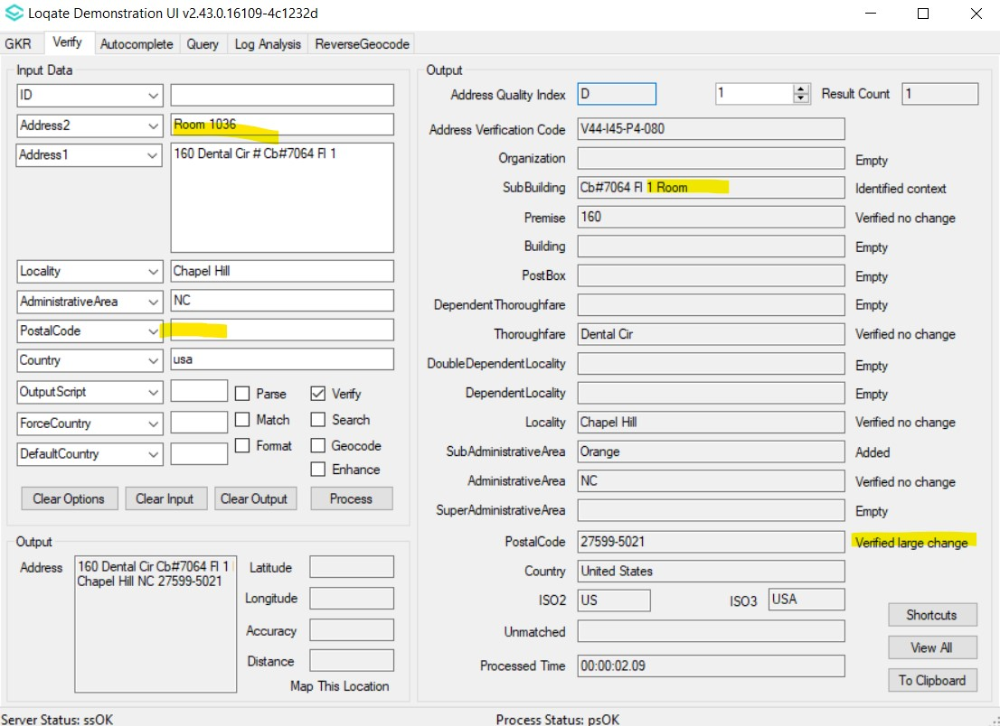 Loqate Demonstration UI v2.43.0.16109-4c1232d
GKR Verify Autocomplete Query Log Analysis ReverseGeocode
Input Data
ID
Address2 Room 1036
Address1 160 Dental Cir # Cb#7064 Fl 1
Locality Chapel Hill
AdministrativeArea NC
PostalCode
Country usa
OutputScript Parse Verify
ForceCountry Match Search
DefaultCountry Format Geocode
Enhance
Clear Options Clear Input Clear Output Process
Output
Address 160 Dental Cir Cb#7064 Fl 1
Chapel Hill NC 27599-5021
Latitude
Longitude
Accuracy
Distance
Map This Location
Output
Address Quality Index D 1 Result Count 1
Address Verification Code V44-I45-P4-080
Organization Empty
SubBuilding Cb#7064 Fl 1 Room Identified context
Premise 160 Verified no change
Building Empty
PostBox Empty
DependentThoroughfare Empty
Thoroughfare Dental Cir Verified no change
DoubleDependentLocality Empty
DependentLocality Empty
Locality Chapel Hill Verified no change
SubAdministrativeArea Orange Added
AdministrativeArea NC Verified no change
SuperAdministrativeArea Empty
PostalCode 27599-5021 Verified large change
Country United States
ISO2 US ISO3 USA
Unmatched
Processed Time 00:00:02.09
Shortcuts
View All
To Clipboard
Server Status: ssOK Process Status: psOK